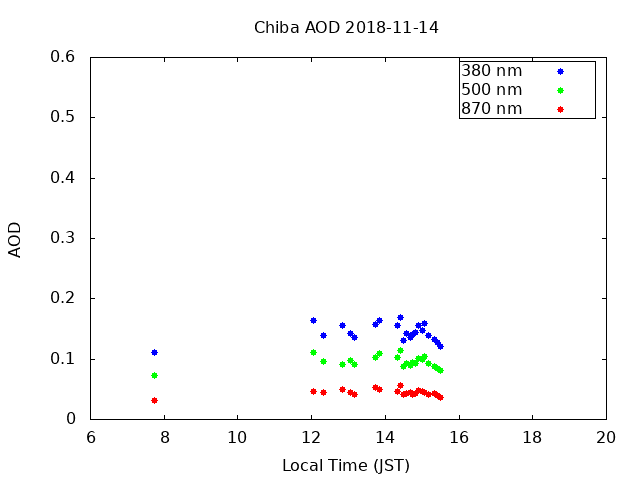 Chiba AOD 2018-11-14
0.6
0.5
0.4
0.3
0.2
0.1
0
AOD
380 nm
500 nm
870 nm
6 8 10 12 14 16 18 20
Local Time (JST)